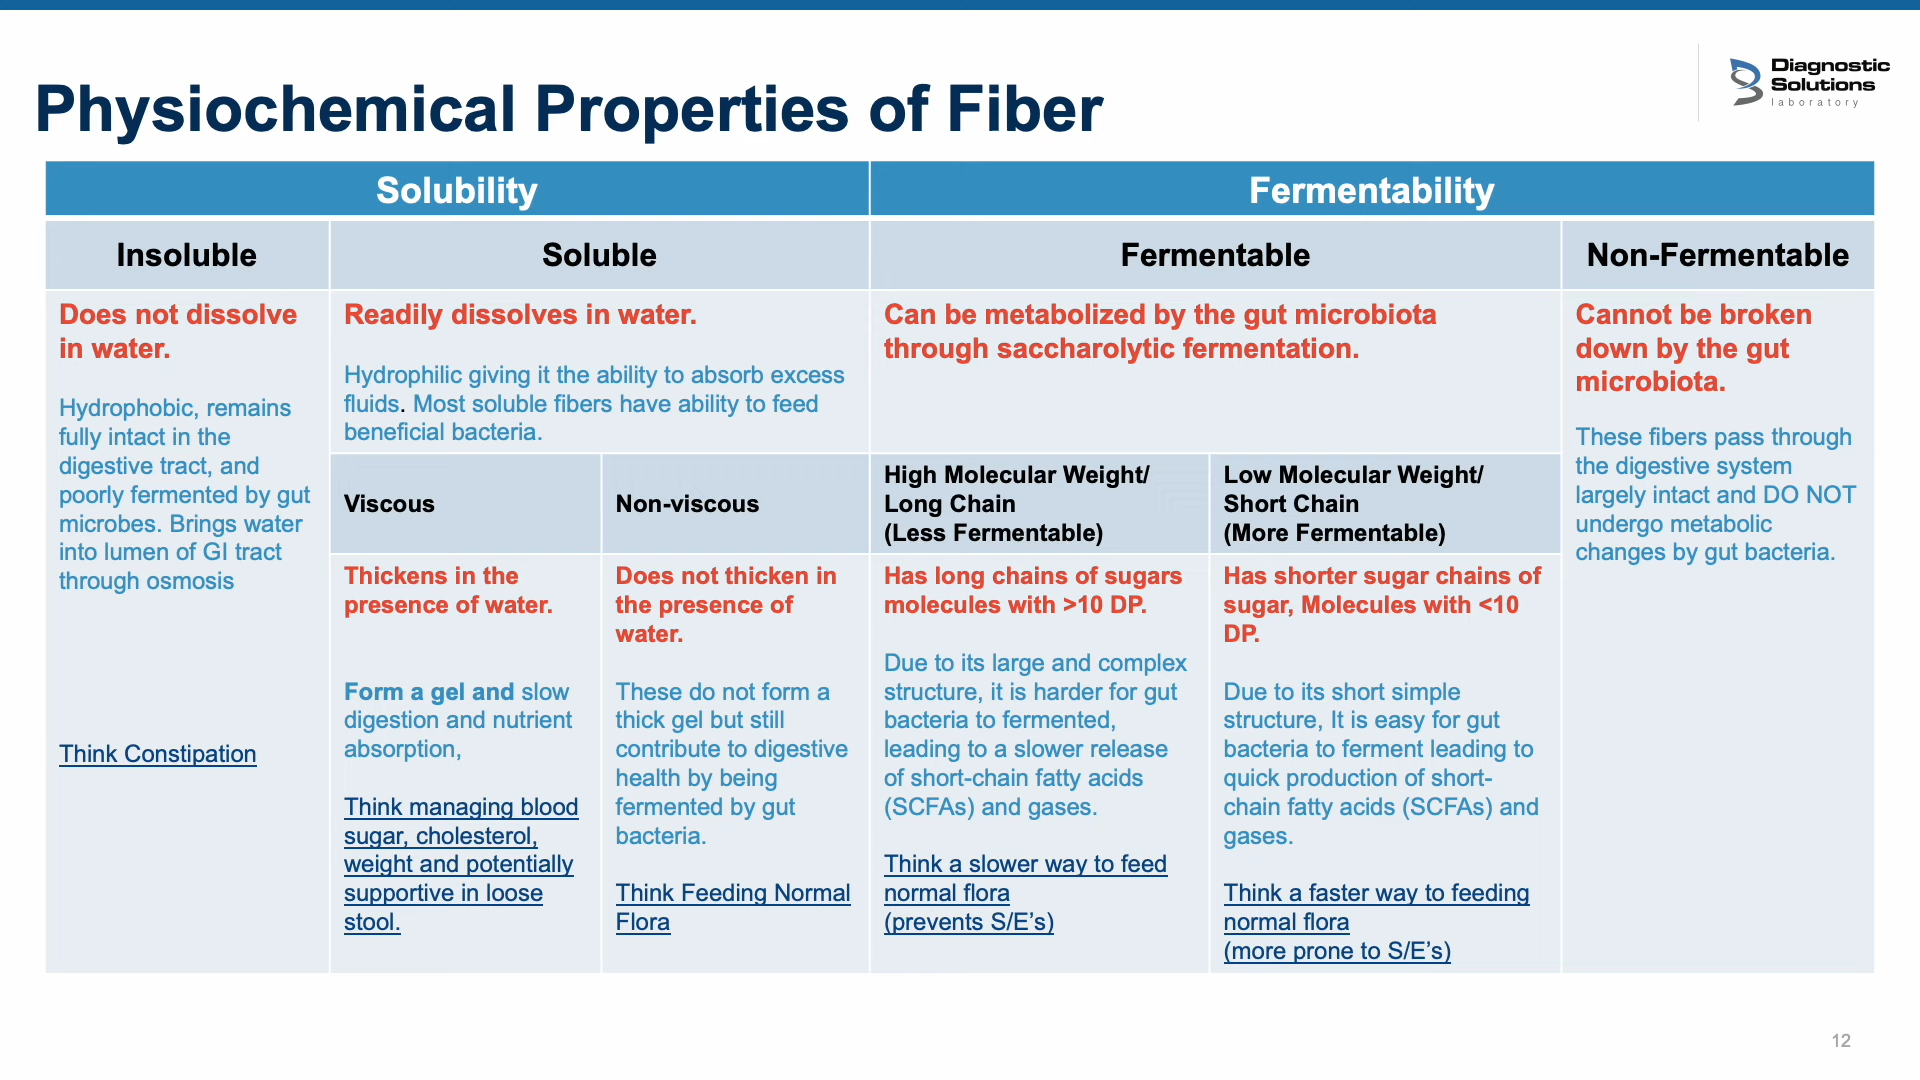 Diagnostic
Solutions
laboratory
Physiochemical Properties of Fiber
Solubility
Fermentability
Insoluble
Soluble
Fermentable
Non-Fermentable
Does not dissolve
in water.
Hydrophobic, remains
fully intact in the
digestive tract, and
poorly fermented by gut
microbes. Brings water
into lumen of GI tract
through osmosis
Think Constipation
Readily dissolves in water.
Hydrophilic giving it the ability to absorb excess
fluids. Most soluble fibers have ability to feed
beneficial bacteria.
Viscous
Thickens in the
presence of water.
Form a gel and slow
digestion and nutrient
absorption,
Think managing blood
sugar, cholesterol,
weight and potentially
supportive in loose
stool.
Non-viscous
Does not thicken in
the presence of
water.
These do not form a
thick gel but still
contribute to digestive
health by being
fermented by gut
bacteria.
Think Feeding Normal
Flora
Can be metabolized by the gut microbiota
through saccharolytic fermentation.
High Molecular Weight/
Long Chain
(Less Fermentable)
Has long chains of sugars
molecules with >10 DP.
Due to its large and complex
structure, it is harder for gut
bacteria to fermented,
leading to a slower release
of short-chain fatty acids
(SCFAs) and gases.
Think a slower way to feed
normal flora
(prevents S/E’s)
Low Molecular Weight/
Short Chain
(More Fermentable)
Has shorter sugar chains of
sugar, Molecules with <10
DP.
Due to its short simple
structure, It is easy for gut
bacteria to ferment leading to
quick production of short-
chain fatty acids (SCFAs) and
gases.
Think a faster way to feeding
normal flora
(more prone to S/E’s)
Cannot be broken
down by the gut
microbiota.
These fibers pass through
the digestive system
largely intact and DO NOT
undergo metabolic
changes by gut bacteria.
12